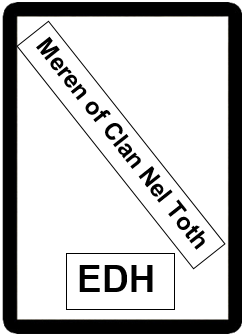 Meren of Clan Nel Toth
EDH